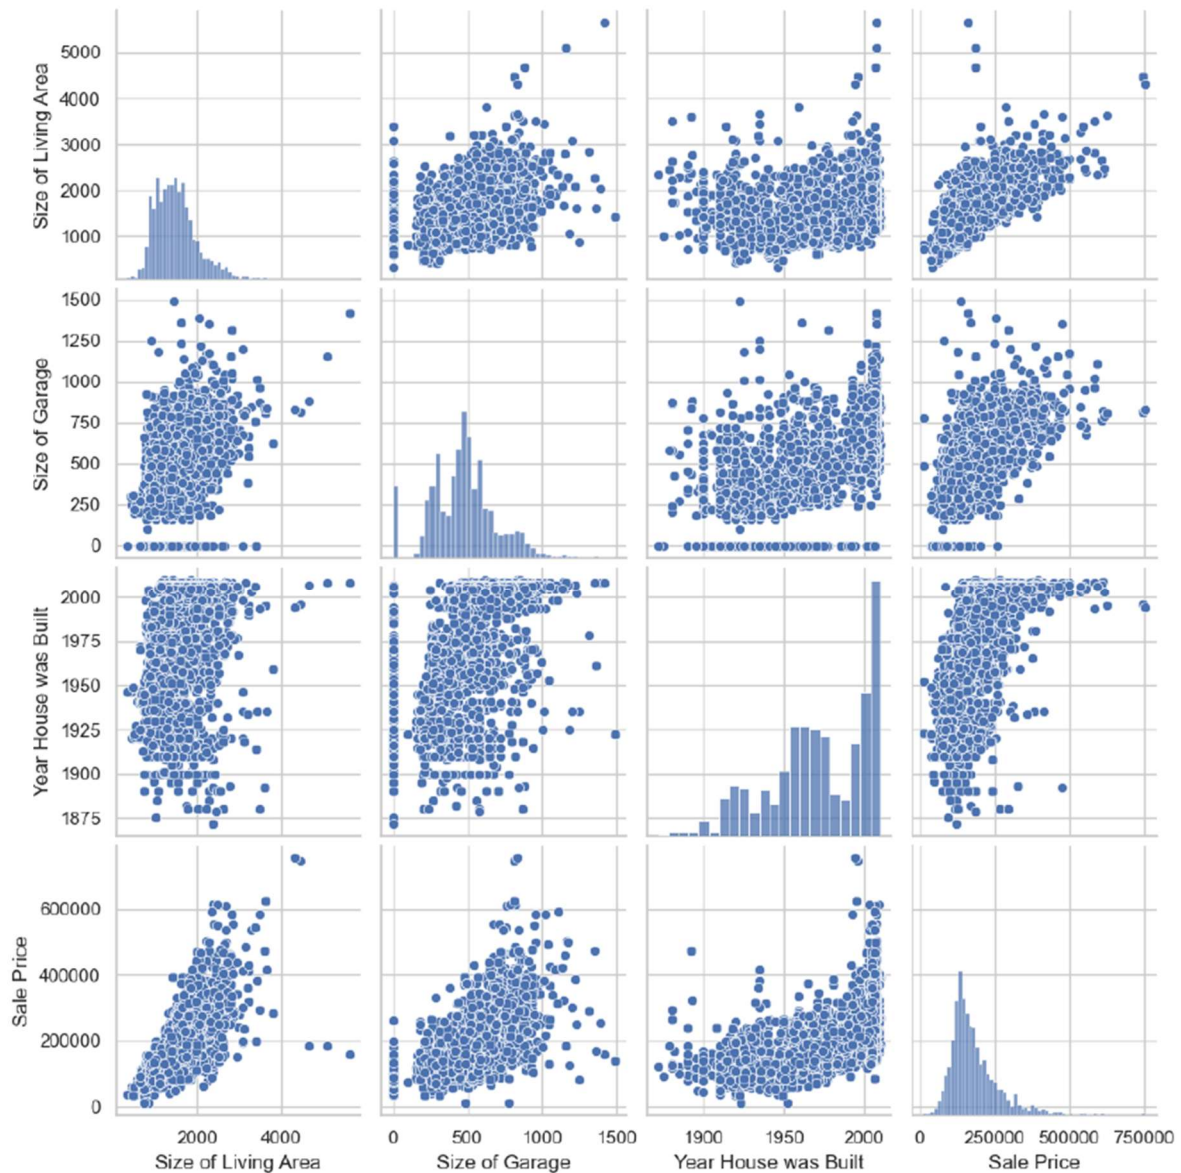 5000
4000
3000
2000
1000
Size of Living Area
1500
1250
1000
750
500
250
0
Size of Garage
2000
1975
1950
1925
1900
1875
Year House was Built
600000
400000
200000
0
Sale Price
2000 4000
0 500 1000 1500
1900 1950 2000
0 250000 500000 750000
Size of Living Area
Size of Garage
Year House was Built
Sale Price